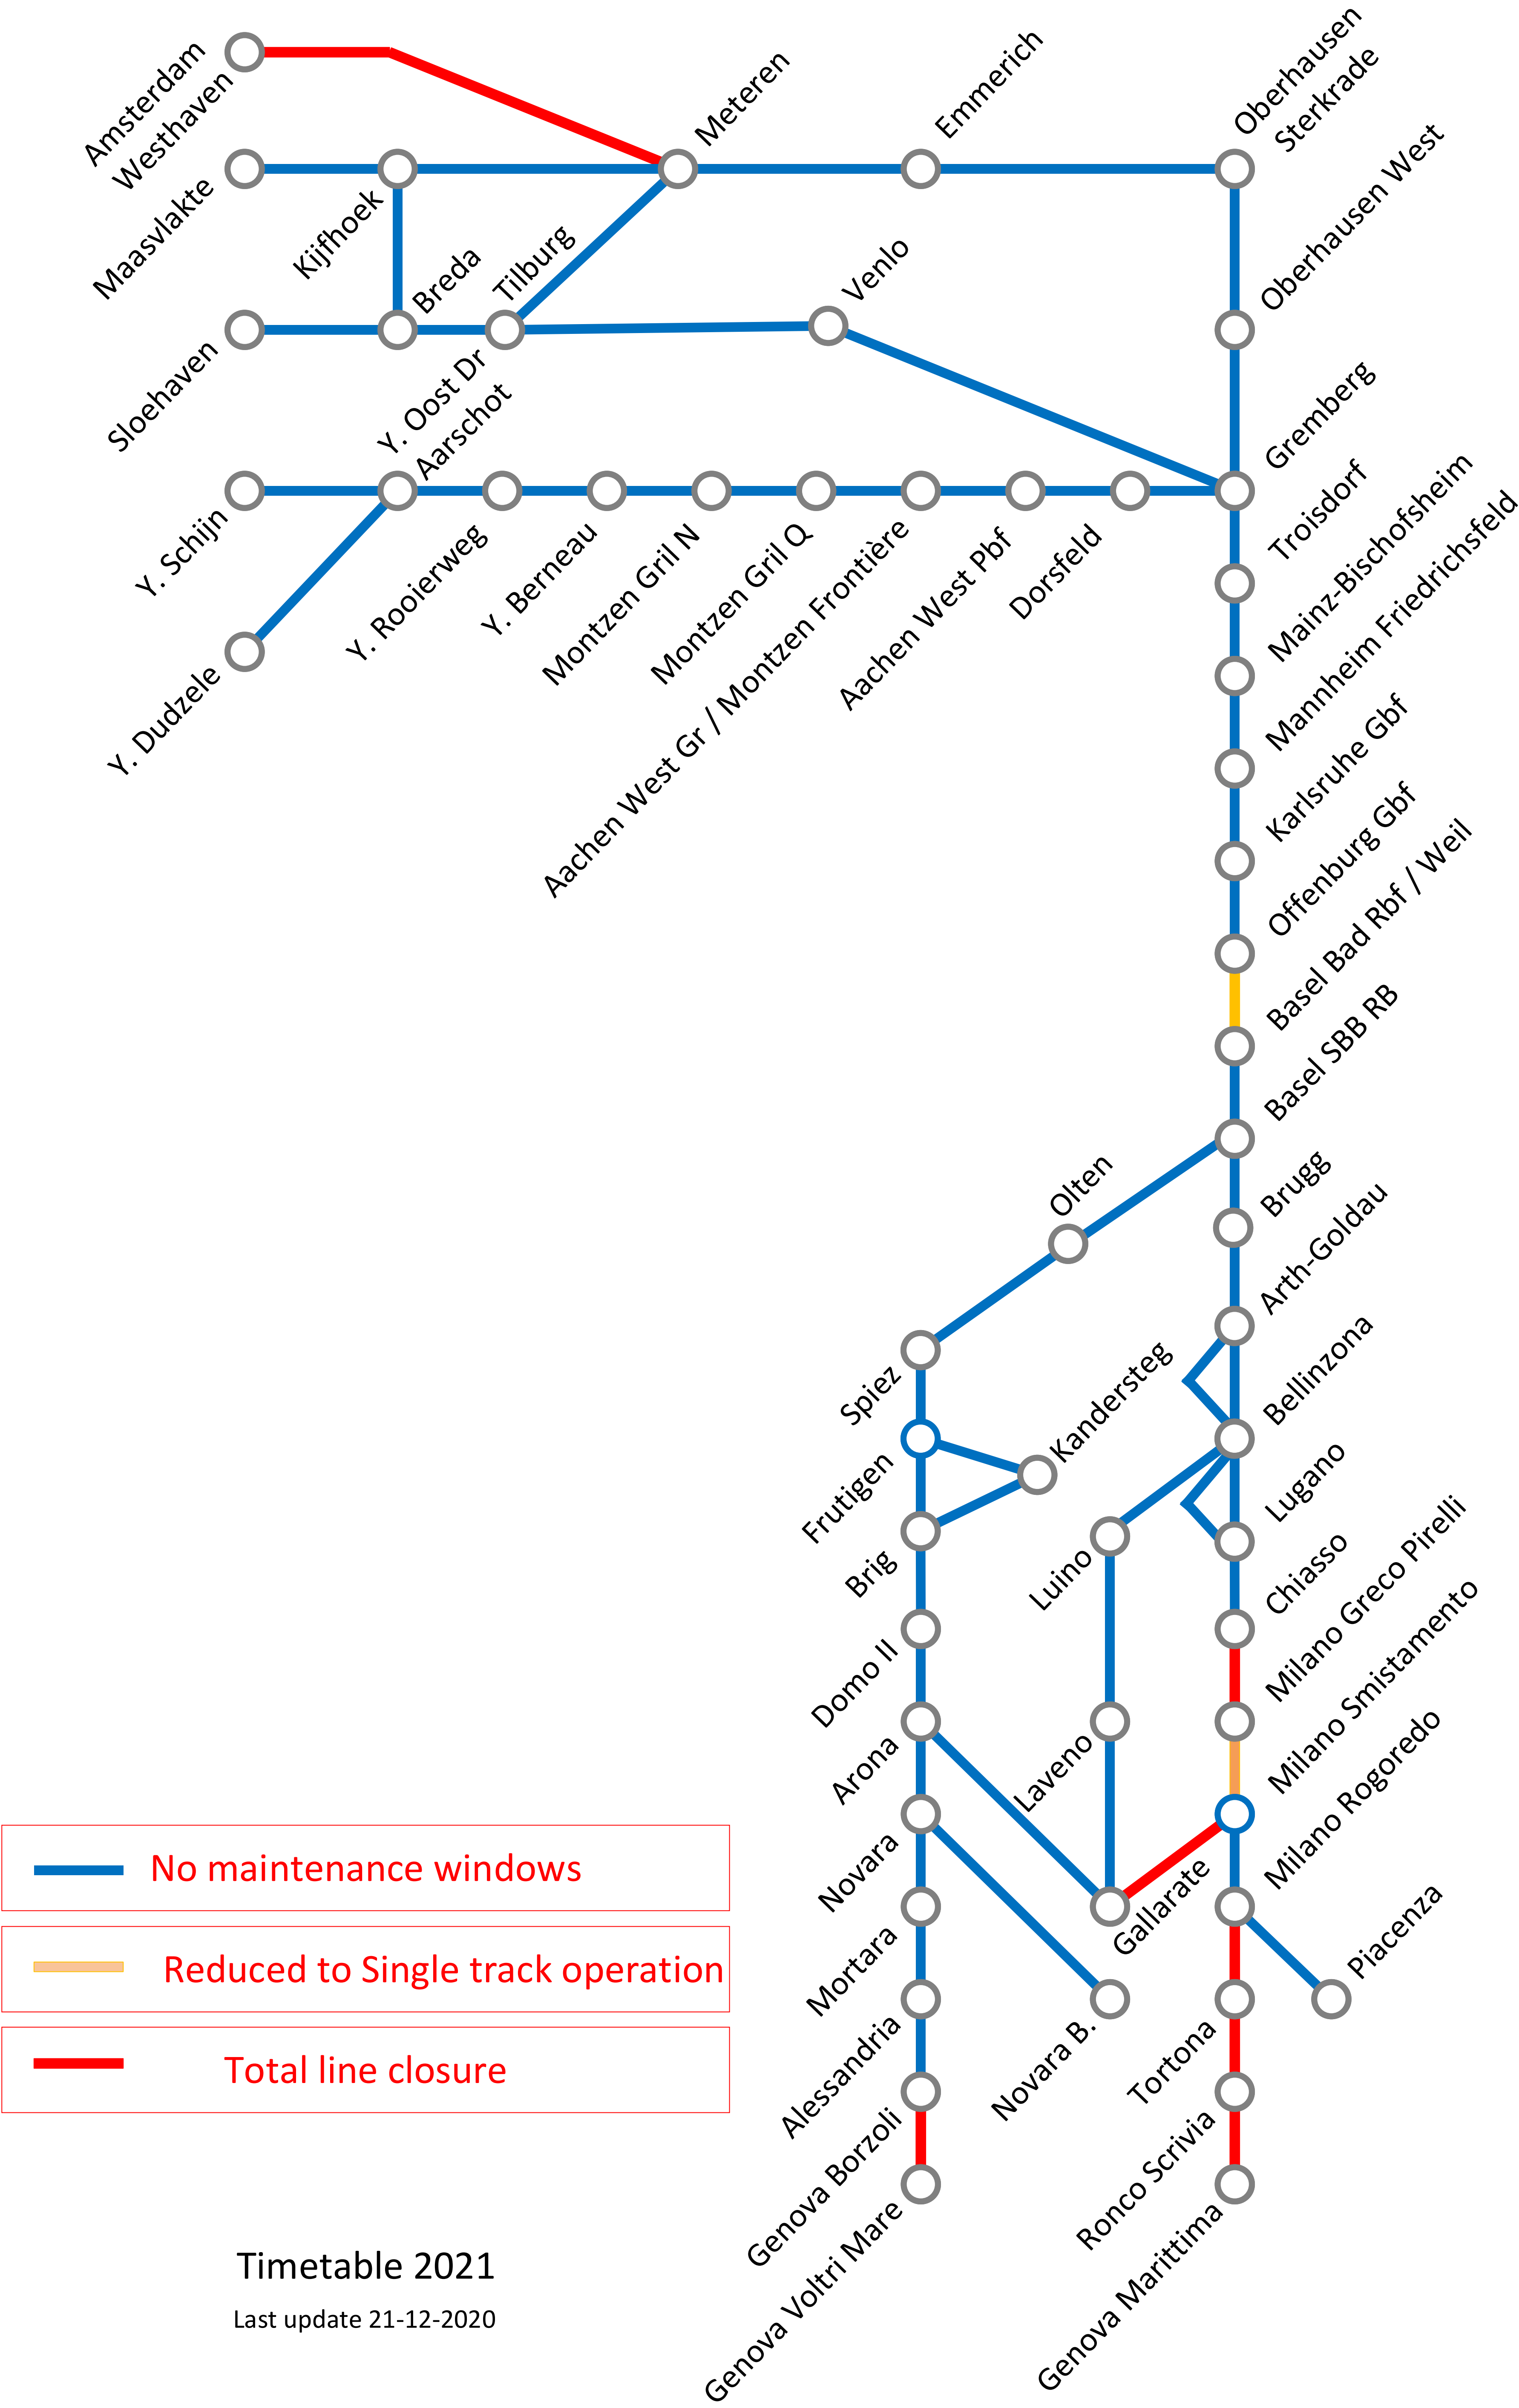 Amsterdam
Westhaven
Meteren
Emmerich
Oberhausen
Sterkrade
Maasvlakte
Kijfhoek
Breda
Tilburg
Venlo
Oberhausen West
Sloehaven
Y. Oost Dr
Aarschot
Gremberg
Y. Schijn
Y. Rooierweg
Y. Berneau
Montzen Gril N
Montzen Gril Q
Aachen West Gr / Montzen Frontière
Aachen West Pbf
Dorsfeld
Troisdorf
Y. Dudzele
Mainz-Bischofsheim
Mannheim Friedrichsfeld
Karlsruhe Gbf
Offenburg Gbf
Basel Bad Rbf / Weil
Basel SBB RB
Olten
Brugg
Arth-Goldau
Spiez
Kandersteg
Bellinzona
Frutigen
Lugano
Brig
Luino
Chiasso
Domo II
Milano Greco Pirelli
Arona
Laveno
Milano Smistamento
Novara
Gallarate
Milano Rogoredo
Mortara
Piacenza
Alessandria
Novara B.
Tortona
Genova Borzoli
Ronco Scrivia
Genova Voltri Mare
Genova Marittima
No maintenance windows
Reduced to Single track operation
Total line closure
Timetable 2021
Last update 21-12-2020